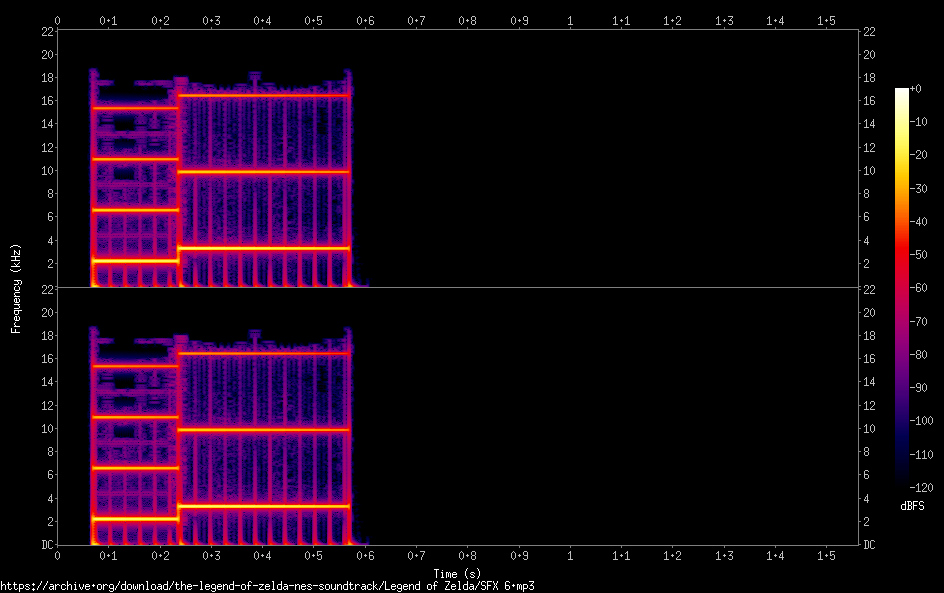 0 0.1 0.2 0.3 0.4 0.5 0.6 0.7 0.8 0.9 1 1.1 1.2 1.3 1.4 1.5
22 22
20 20
18 18
16 16 +0
14 14 -10
12 12 -20
10 10 -30
8 8 -40
6 6 -50
4 4 -60
2 2 -70
22 22 -80
20 20 -90
18 18 -100
16 16 -110
14 14 -120
12 12 dBFS
10 10
8 8
6 6
4 4
2 2
DC DC
Frequency (kHz)
0 0.1 0.2 0.3 0.4 0.5 0.6 0.7 0.8 0.9 1 1.1 1.2 1.3 1.4 1.5
Time (s)
https://archive.org/download/the-legend-of-zelda-nes-soundtrack/Legend of Zelda/SFX 6.mp3